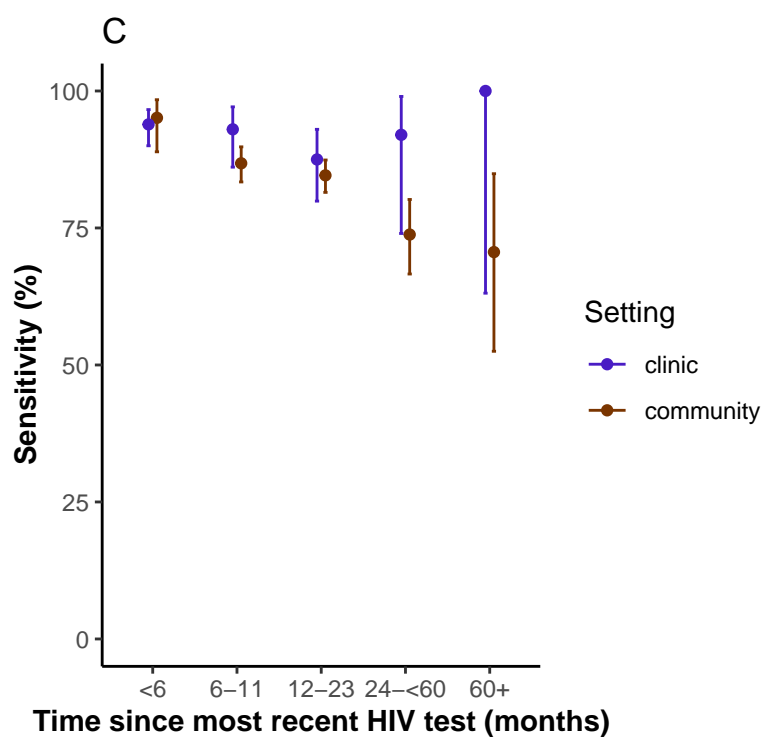 C
100
75
50
25
0
Sensitivity (%)
<6 6−11 12−23 24−<60 60+
Time since most recent HIV test (months)
Setting
clinic
community